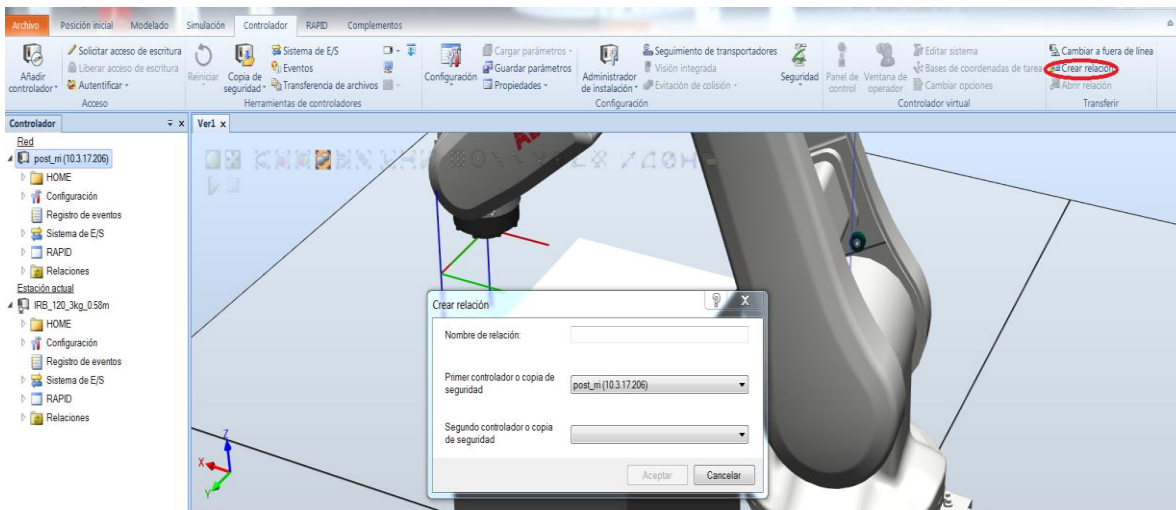 Archivo Posición inicial Modelado Simulación Controlador RAPID Complementos
Añadir controlador
Solicitar acceso de escritura
Liberar acceso de escritura
Autentificar
Acceso
Reiniciar
Copia de seguridad
Sistema de E/S
Eventos
Transferencia de archivos
Herramientas de controladores
Configuración
Cargar parámetros
Guardar parámetros
Propiedades
Administrador de instalación
Seguimiento de transportadores
Visión integrada
Evitación de colisión
Configuración
Seguridad
Panel de control
Ventana de operador
Editar sistema
Bases de coordenadas de tarea
Cambiar opciones
Controlador virtual
Cambiar a fuera de línea
Crear relación
Abrir relación
Transferir
Controlador
Ver1 x
Red
post_rri (10.3.17.206)
HOME
Configuración
Registro de eventos
Sistema de E/S
RAPID
Relaciones
Estación actual
IRB_120_3kg_0.58m
HOME
Configuración
Registro de eventos
Sistema de E/S
RAPID
Relaciones
Z
X
Y
Crear relación
Nombre de relación:
Primer controlador o copia de
seguridad
post_rri (10.3.17.206)
Segundo controlador o copia
de seguridad
Aceptar Cancelar